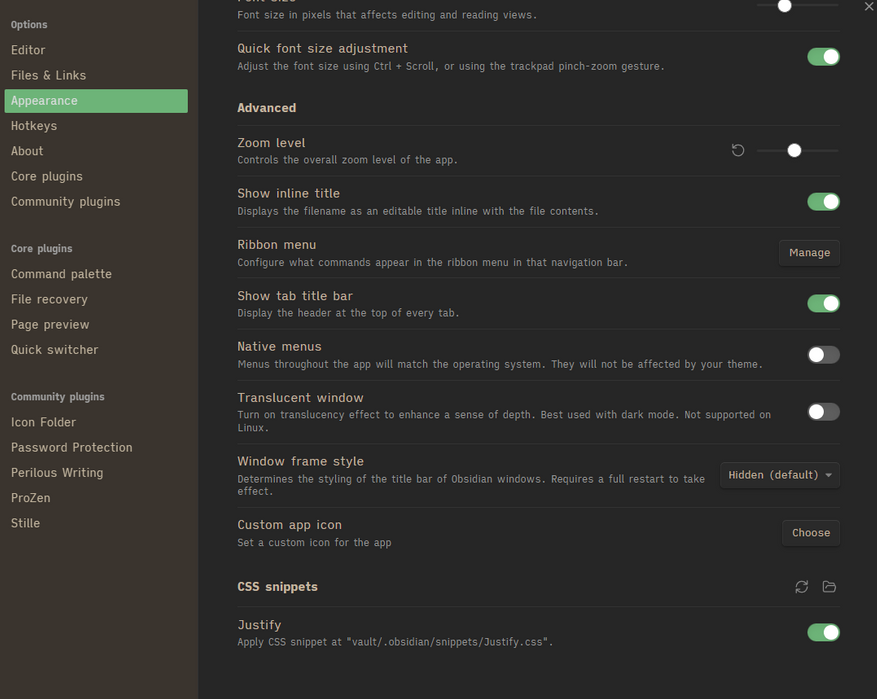 Options
Editor
Files & Links
Appearance
Hotkeys
About
Core plugins
Community plugins
Core plugins
Command palette
File recovery
Page preview
Quick switcher
Community plugins
Icon Folder
Password Protection
Perilous Writing
ProZen
Stille
Font size
Font size in pixels that affects editing and reading views.
Quick font size adjustment
Adjust the font size using Ctrl + Scroll, or using the trackpad pinch-zoom gesture.
Advanced
Zoom level
Controls the overall zoom level of the app.
Show inline title
Displays the filename as an editable title inline with the file contents.
Ribbon menu
Configure what commands appear in the ribbon menu in that navigation bar.
Manage
Show tab title bar
Display the header at the top of every tab.
Native menus
Menus throughout the app will match the operating system. They will not be affected by your theme.
Translucent window
Turn on translucency effect to enhance a sense of depth. Best used with dark mode. Not supported on
Linux.
Window frame style
Determines the styling of the title bar of Obsidian windows. Requires a full restart to take
effect.
Hidden (default)
Custom app icon
Set a custom icon for the app
Choose
CSS snippets
Justify
Apply CSS snippet at "vault/.obsidian/snippets/Justify.css".